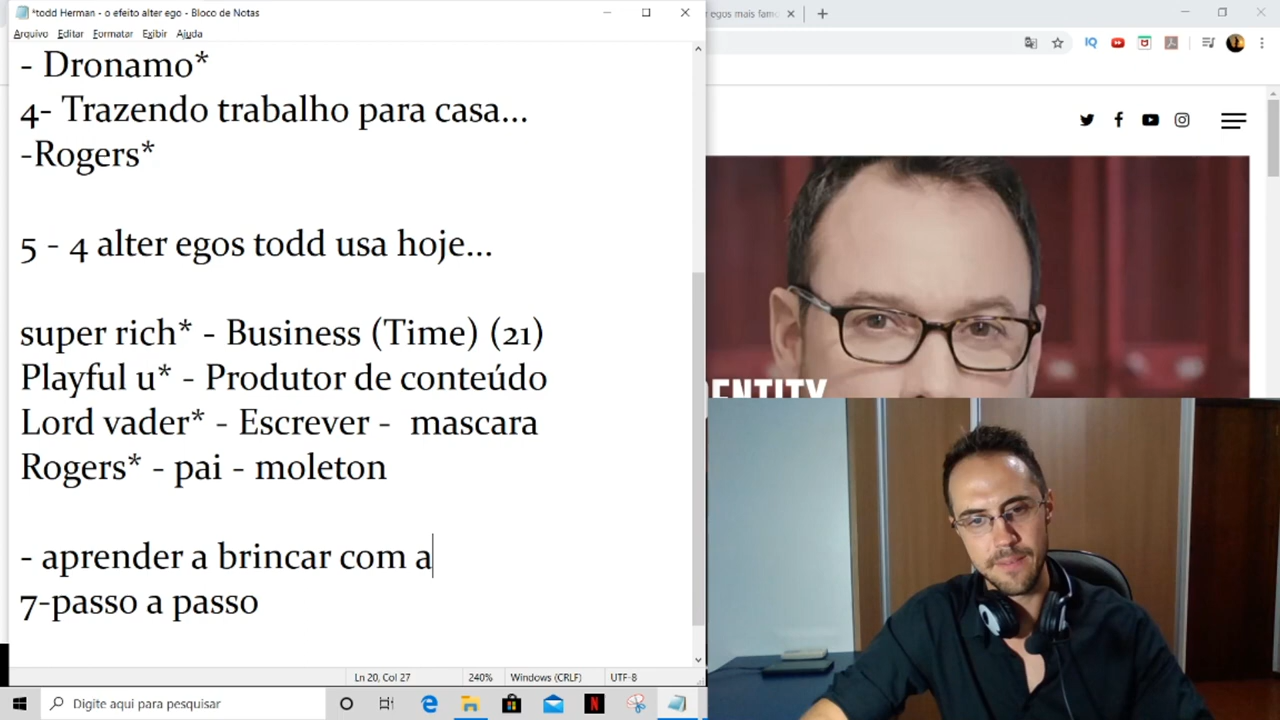 *todd Herman - o efeito alter ego - Bloco de Notas
egos mais fam
Arquivo Editar Formatar Exibir Ajuda
- Dronamo*
4- Trazendo trabalho para casa...
-Rogers*
5 - 4 alter egos todd usa hoje...
super rich* - Business (Time) (21)
Playful u* - Produtor de conteúdo
Lord vader* - Escrever - mascara
Rogers* - pai - moleton
- aprender a brincar com a
7-passo a passo
DENTITY
Ln 20, Col 27 240% Windows (CRLF) UTF-8
Digite aqui para pesquisar